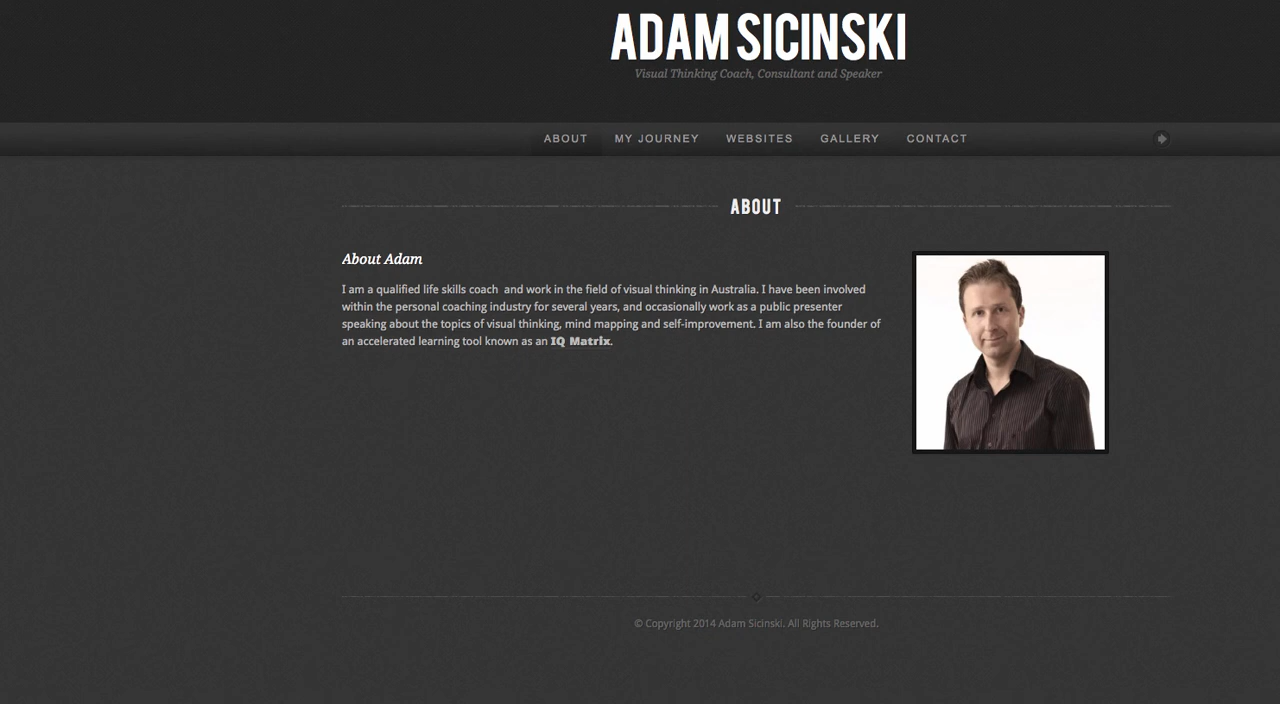 ADAM SICINSKI
Visual Thinking Coach, Consultant and Speaker
ABOUT MY JOURNEY WEBSITES GALLERY CONTACT
ABOUT
About Adam
I am a qualified life skills coach and work in the field of visual thinking in Australia. I have been involved
within the personal coaching industry for several years, and occasionally work as a public presenter
speaking about the topics of visual thinking, mind mapping and self-improvement. I am also the founder of
an accelerated learning tool known as an IQ Matrix.
© Copyright 2014 Adam Sicinski. All Rights Reserved.